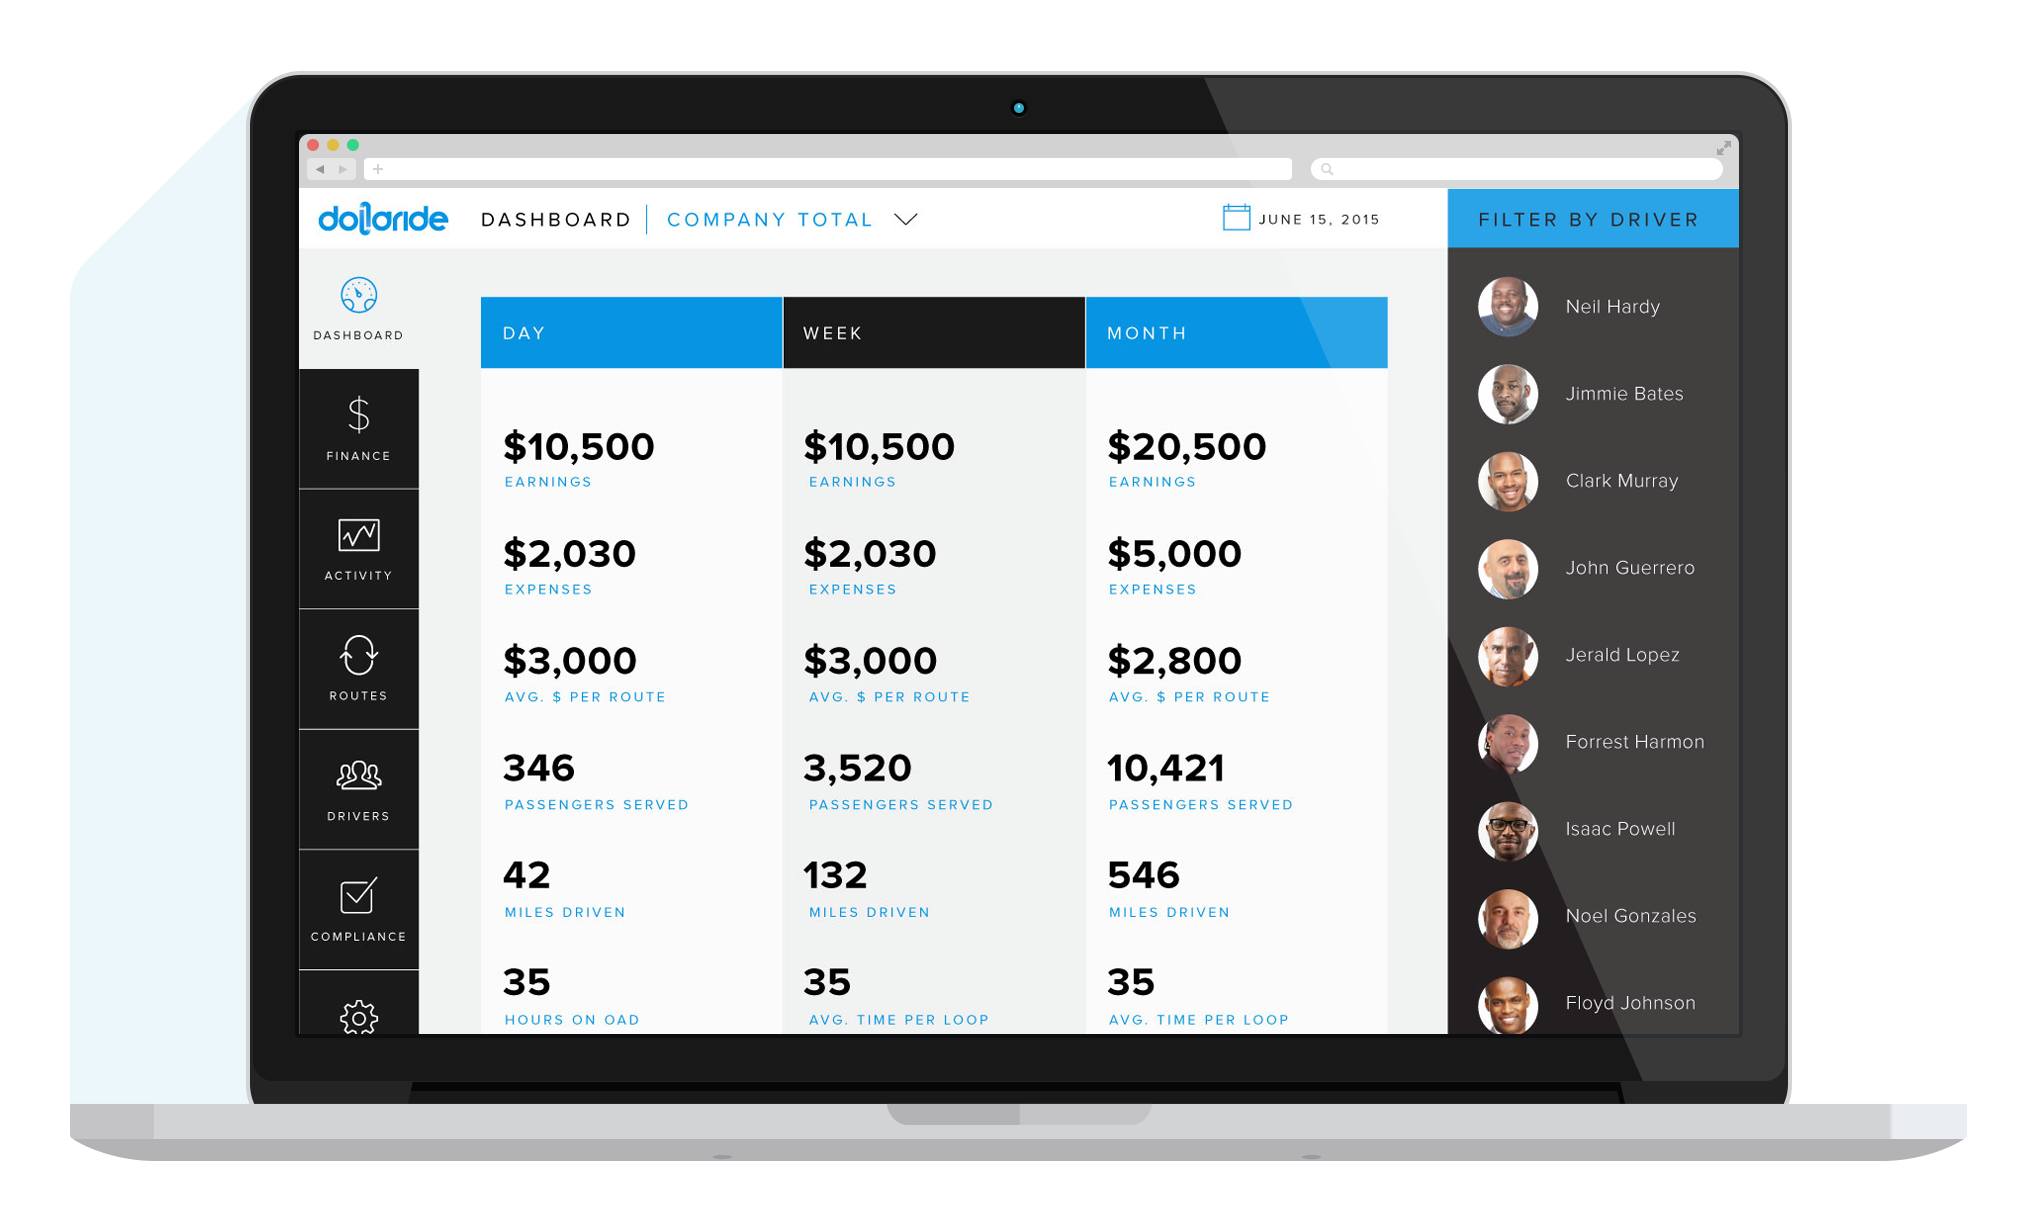 dollaride DASHBOARD COMPANY TOTAL JUNE 15, 2015 FILTER BY DRIVER
DASHBOARD
FINANCE
ACTIVITY
ROUTES
DRIVERS
COMPLIANCE
DAY WEEK MONTH
$10,500 $10,500 $20,500
EARNINGS EARNINGS EARNINGS
$2,030 $2,030 $5,000
EXPENSES EXPENSES EXPENSES
$3,000 $3,000 $2,800
AVG. $ PER ROUTE AVG. $ PER ROUTE AVG. $ PER ROUTE
346 3,520 10,421
PASSENGERS SERVED PASSENGERS SERVED PASSENGERS SERVED
42 132 546
MILES DRIVEN MILES DRIVEN MILES DRIVEN
35 35 35
HOURS ON OAD AVG. TIME PER LOOP AVG. TIME PER LOOP
Neil Hardy
Jimmie Bates
Clark Murray
John Guerrero
Jerald Lopez
Forrest Harmon
Isaac Powell
Noel Gonzales
Floyd Johnson